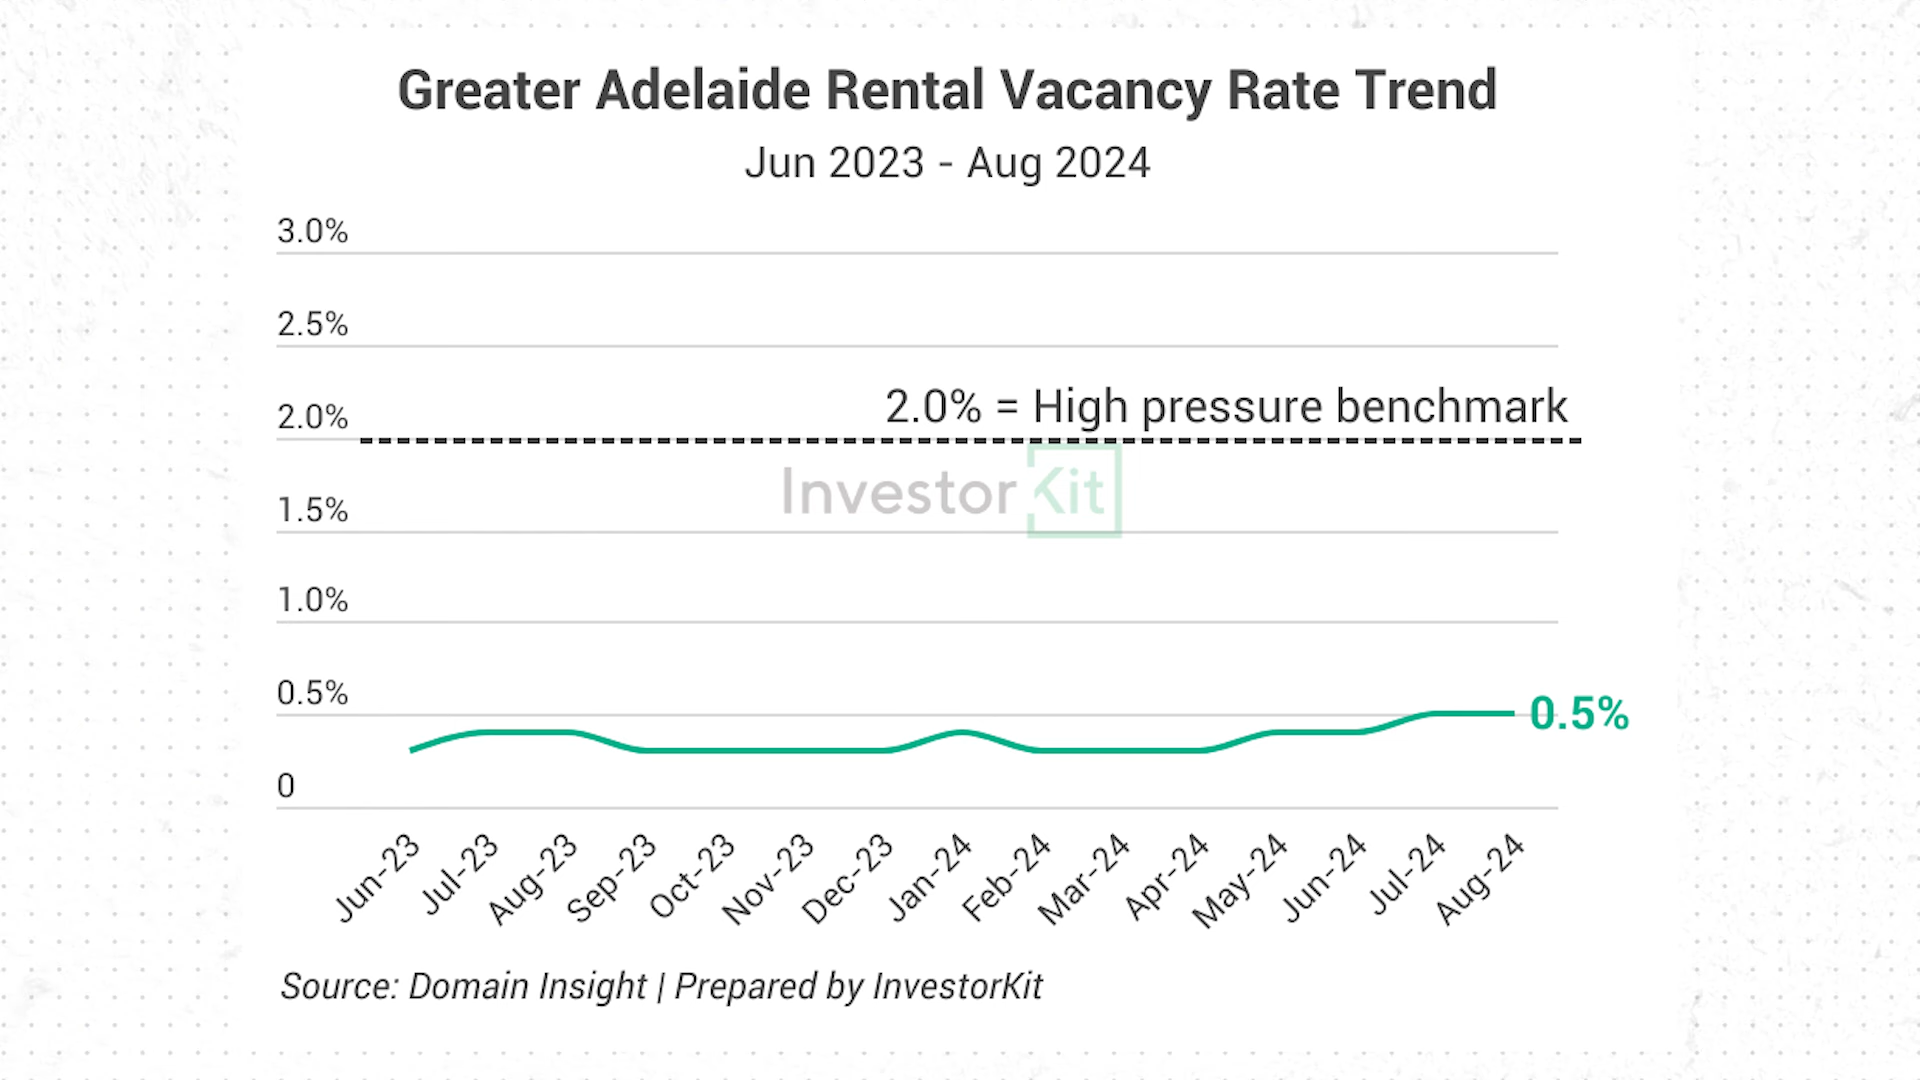 Greater Adelaide Rental Vacancy Rate Trend
Jun 2023 - Aug 2024
3.0%
2.5%
2.0% = High pressure benchmark
2.0%
InvestorKit
1.5%
1.0%
0.5%
0.5%
0
Jun-23
Jul-23
Aug-23
Sep-23
Oct-23
Nov-23
Dec-23
Jan-24
Feb-24
Mar-24
Apr-24
May-24
Jun-24
Jul-24
Aug-24
Source: Domain Insight | Prepared by InvestorKit